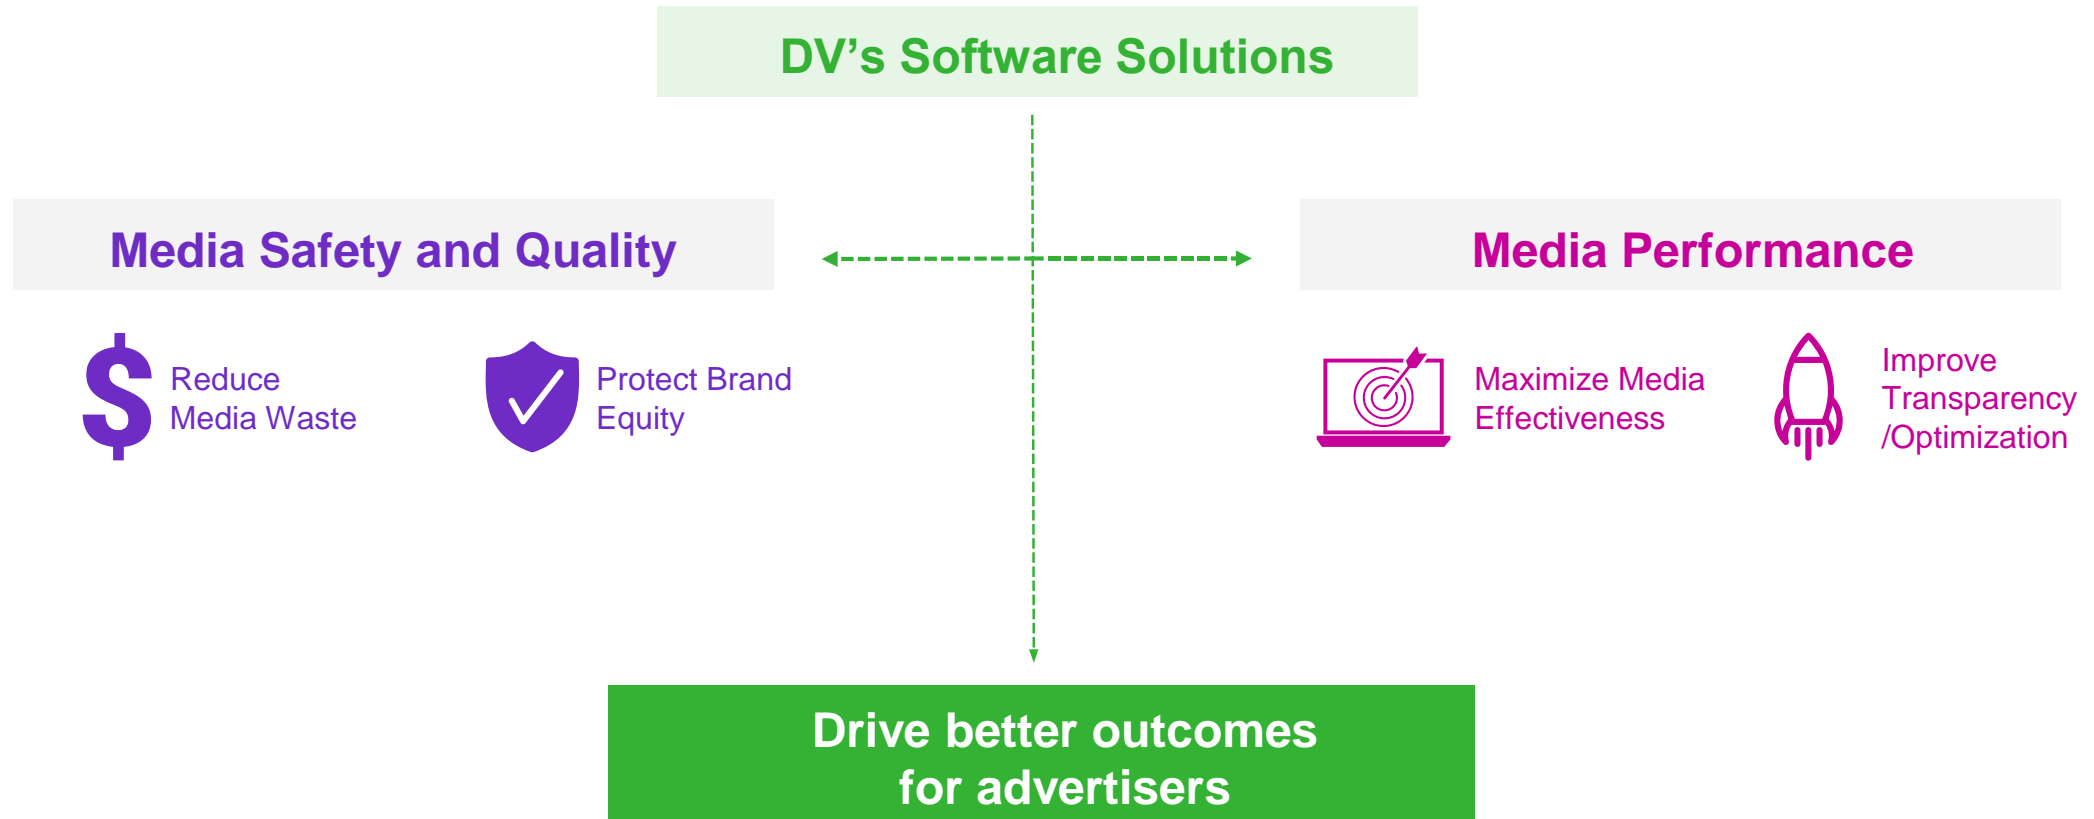 DV’s Software Solutions
Media Safety and Quality
Media Performance
Reduce
Media Waste
Protect Brand
Equity
Maximize Media
Effectiveness
Improve
Transparency
/Optimization
Drive better outcomes
for advertisers